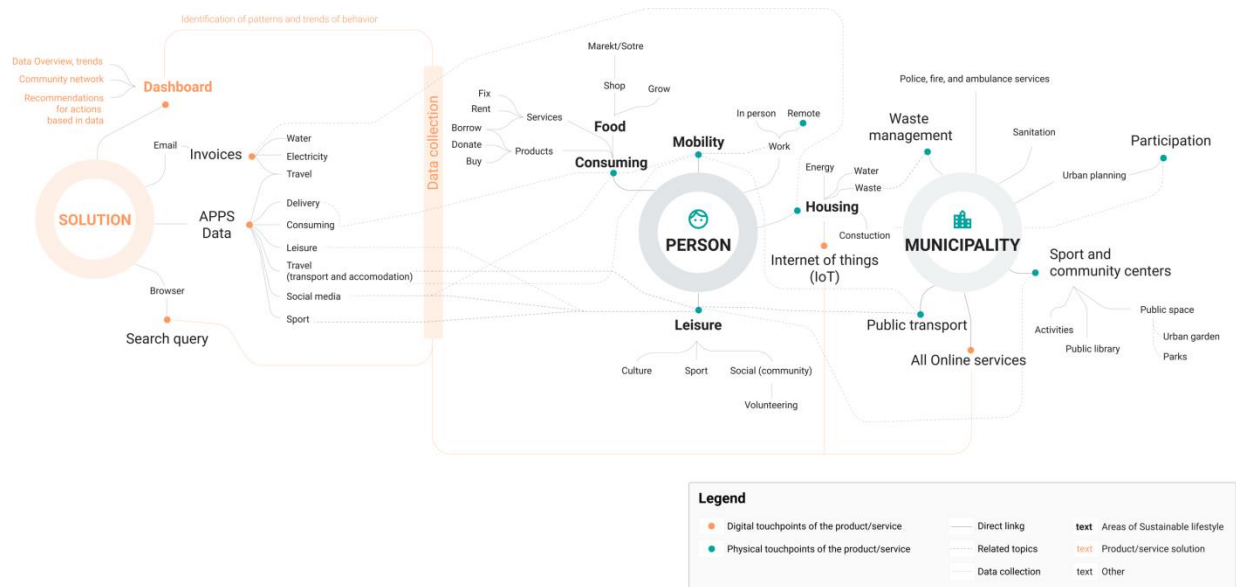 Identification of patterns and trends of behavior
Data Overview, trends
Community network
Recommendations
for actions
based in data
Dashboard
SOLUTION
Email
Invoices
Water
Electricity
Travel
APPS
Data
Delivery
Consuming
Leisure
Travel
(transport and accomodation)
Social media
Sport
Browser
Search query
Data collection
Marekt/Sotre
Shop
Grow
Food
Fix
Rent
Services
Borrow
Donate
Buy
Products
Consuming
Mobility
In person
Remote
Work
PERSON
Energy
Water
Waste
Housing
Constuction
Internet of things
(IoT)
Leisure
Culture
Sport
Social (community)
Volunteering
Police, fire, and ambulance services
Waste
management
Sanitation
Participation
Urban planning
MUNICIPALITY
Sport and
community centers
Public space
Activities
Public library
Urban garden
Parks
Public transport
All Online services
Legend
Digital touchpoints of the product/service
Physical touchpoints of the product/service
Direct linkg
Related topics
Data collection
text Areas of Sustainable lifestyle
text Product/service solution
text Other